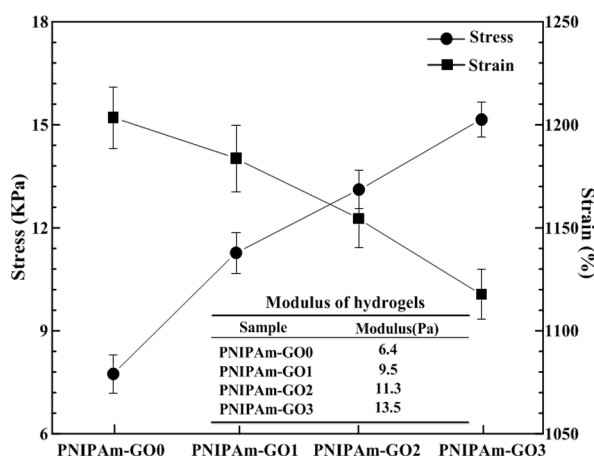 18
15
12
9
6
Stress (KPa)
1250
1200
1150
1100
1050
Strain (%)
Stress
Strain
Modulus of hydrogels
Sample Modulus(Pa)
PNIPAm-GO0 6.4
PNIPAm-GO1 9.5
PNIPAm-GO2 11.3
PNIPAm-GO3 13.5
PNIPAm-GO0 PNIPAm-GO1 PNIPAm-GO2 PNIPAm-GO3